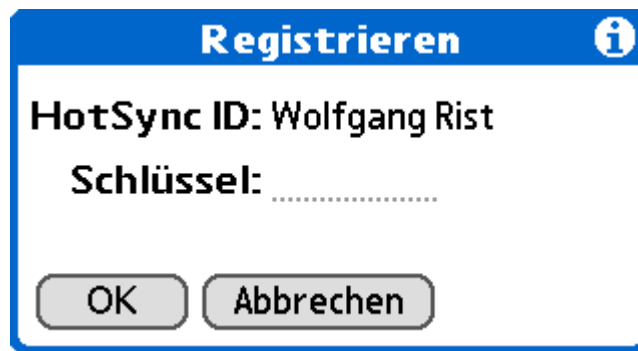 Registrieren
HotSync ID: Wolfgang Rist
Schlüssel:
OK Abbrechen